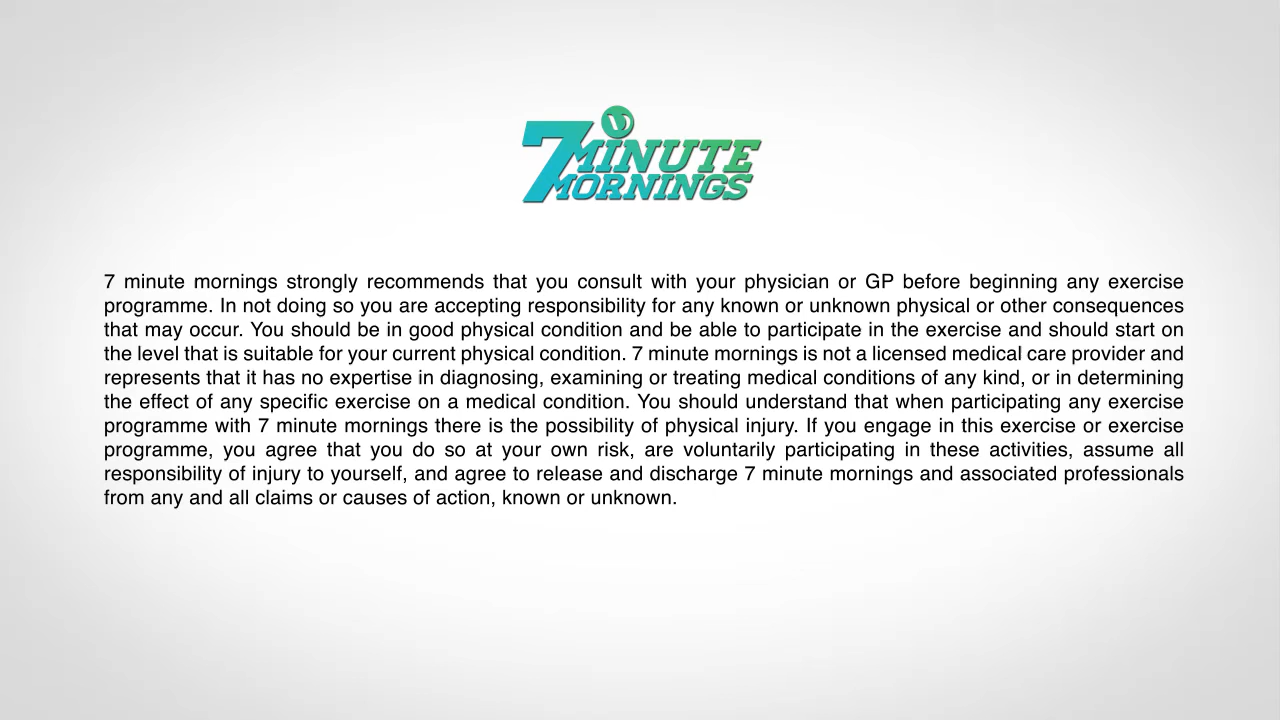 7 MINUTE
MORNINGS
7 minute mornings strongly recommends that you consult with your physician or GP before beginning any exercise
programme. In not doing so you are accepting responsibility for any known or unknown physical or other consequences
that may occur. You should be in good physical condition and be able to participate in the exercise and should start on
the level that is suitable for your current physical condition. 7 minute mornings is not a licensed medical care provider and
represents that it has no expertise in diagnosing, examining or treating medical conditions of any kind, or in determining
the effect of any specific exercise on a medical condition. You should understand that when participating any exercise
programme with 7 minute mornings there is the possibility of physical injury. If you engage in this exercise or exercise
programme, you agree that you do so at your own risk, are voluntarily participating in these activities, assume all
responsibility of injury to yourself, and agree to release and discharge 7 minute mornings and associated professionals
from any and all claims or causes of action, known or unknown.